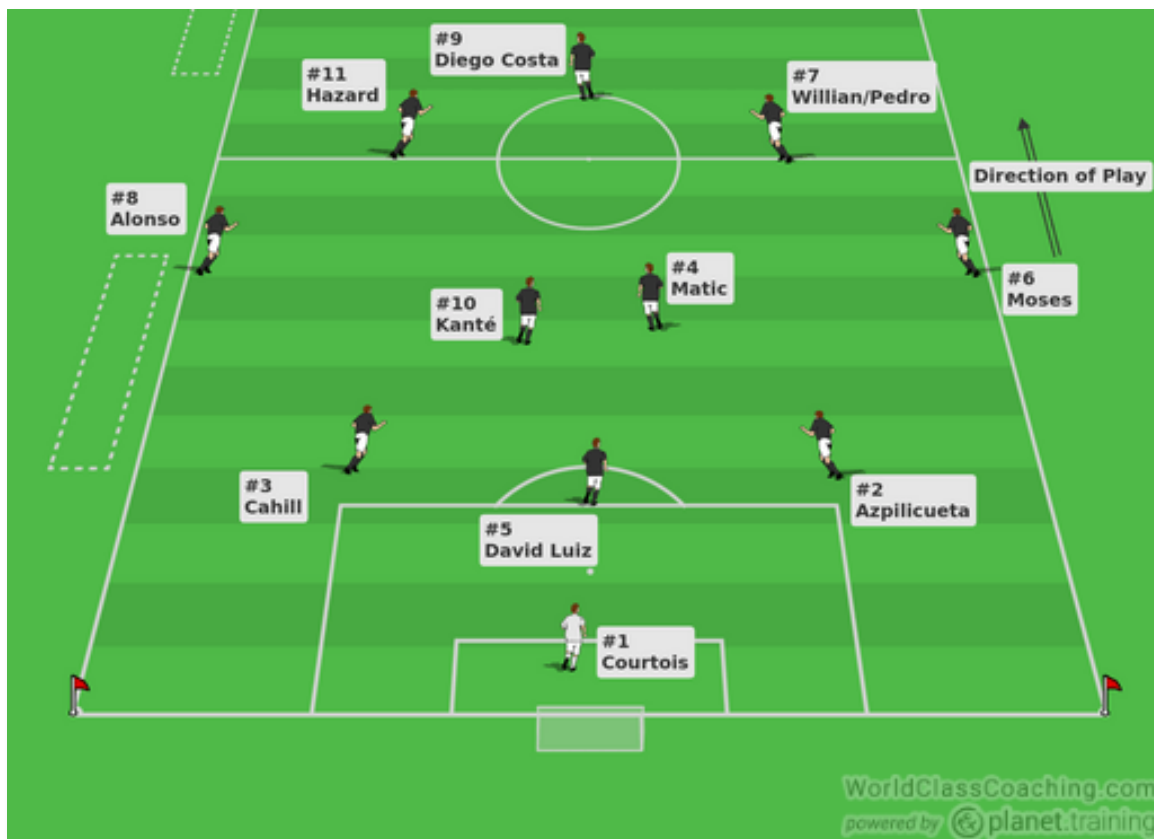 #9
Diego Costa
#11
Hazard
#7
Willian/Pedro
Direction of Play
#8
Alonso
#4
Matic
#6
Moses
#10
Kanté
#3
Cahill
#2
Azpilicueta
#5
David Luiz
#1
Courtois
WorldClassCoaching.com
powered by planet.training